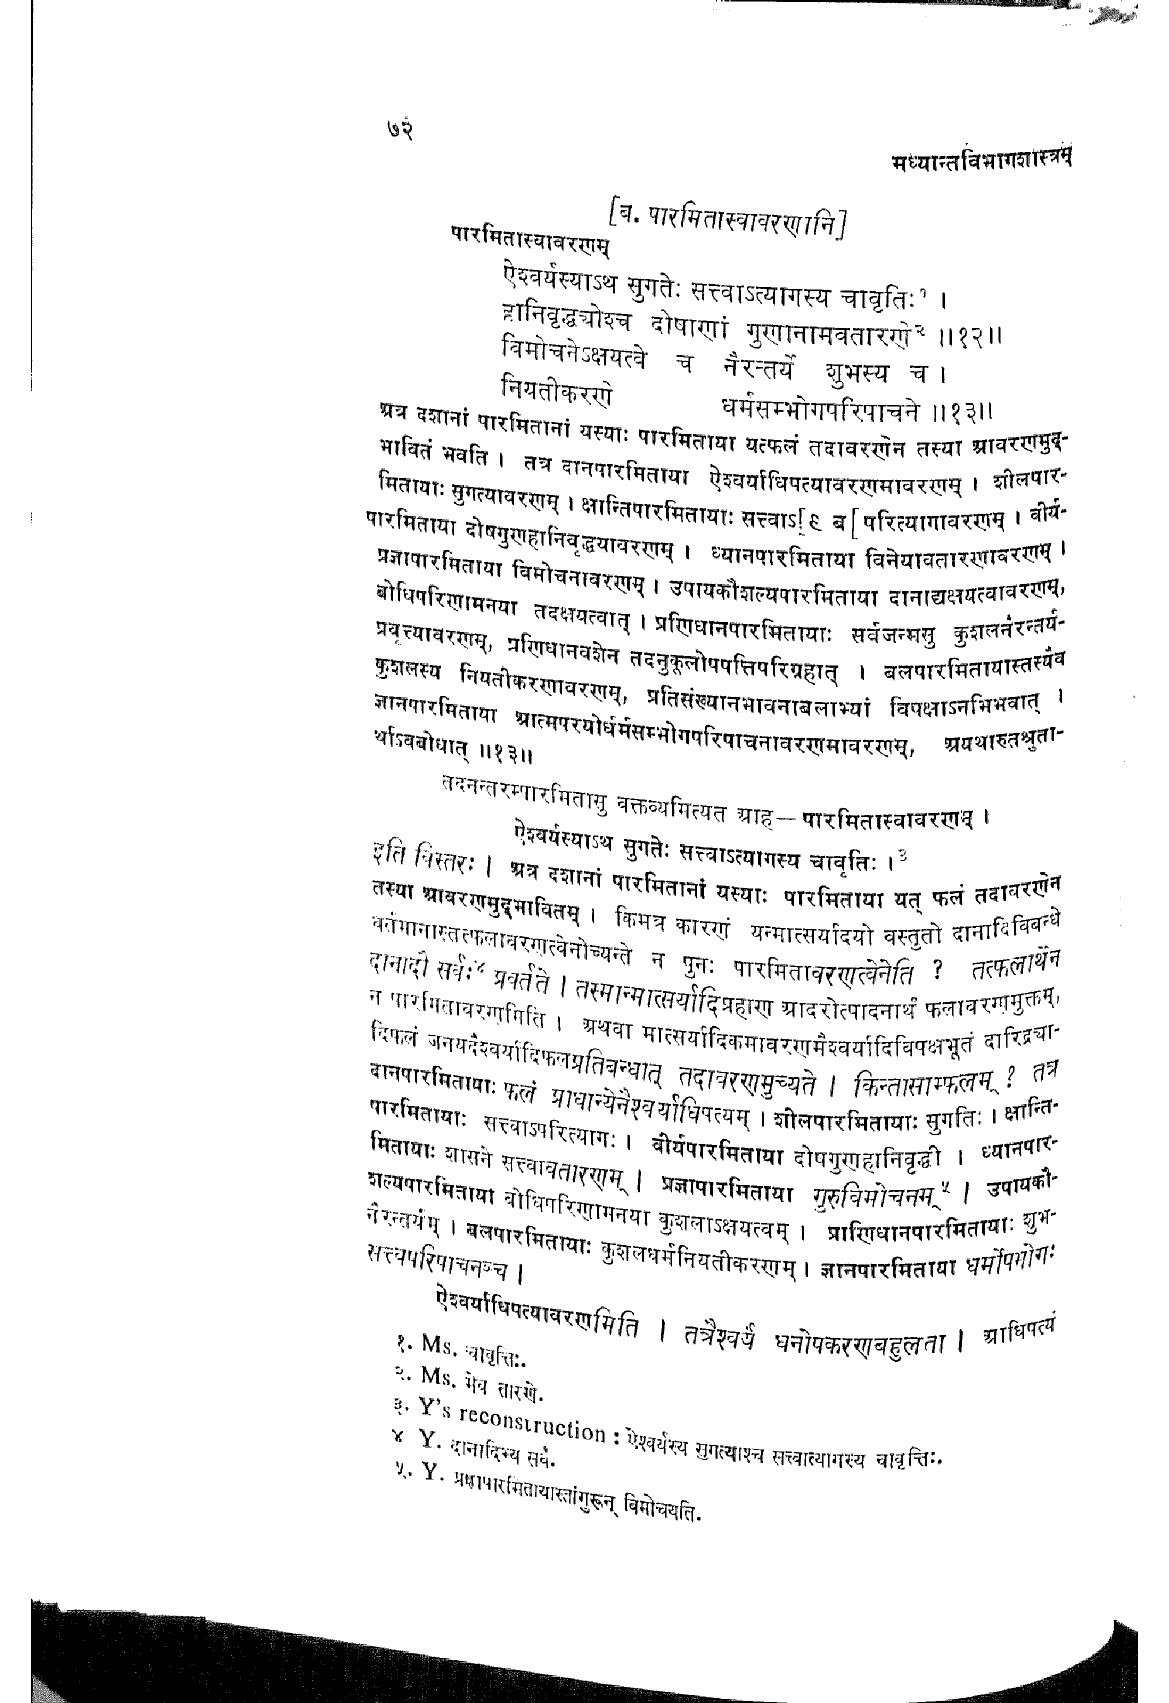 ७२
मध्यान्तविभागशास्त्रम्
[ब. पारमितास्वावरणानि]
पारमितास्वावरणम्
ऐश्वर्यस्याऽथ सुगतेः सत्त्वाऽत्यागस्य चावृतिः१ ।
हानिवृद्धयोश्च दोषाणां गुणानामवतारणे२ ॥१२॥
विमोचनेऽक्षयत्वे च नैरन्तर्ये शुभस्य च ।
नियतीकरणे धर्मसम्भोगपरिपाचने ॥१३॥
अत्र दशानां पारमितानां यस्याः पारमिताया यत्फलं तदावरणेन तस्या आवरणमुद्-
भावितं भवति । तत्र दानपारमिताया ऐश्वर्याधिपत्यावरणमावरणम् । शीलपार-
मितायाः सुगत्यावरणम् । क्षान्तिपारमितायाः सत्त्वाऽ[६ ब[ परित्यागावरणम् । वीर्य-
पारमिताया दोषगुणहानिवृद्धयावरणम् । ध्यानपारमिताया विनेयावतारणावरणम् ।
प्रज्ञापारमिताया विमोचनावरणम् । उपायकौशल्यपारमिताया दानाद्यक्षयत्वावरणम्,
बोधिपरिणामनया तदक्षयत्वात् । प्रणिधानपारमितायाः सर्वजन्मसु कुशलनैरन्तर्य-
प्रवृत्त्यावरणम्, प्रणिधानवशेन तदनुकूलोपपत्तिपरिग्रहात् । बलपारमितायास्तस्यैव
कुशलस्य नियतीकरणावरणम्, प्रतिसंख्यानभावनाबलाभ्यां विपक्षाऽनभिभवात् ।
ज्ञानपारमिताया आत्मपरयोर्धर्मसम्भोगपरिपाचनावरणमावरणम्, अयथारुतश्रुता-
र्थाऽवबोधात् ॥१३॥
तदनन्तरम्पारमितासु वक्तव्यमित्यत आह—पारमितास्वावरणम् ।
ऐश्वर्यस्याऽथ सुगतेः सत्त्वाऽत्यागस्य चावृतिः ।३
इति विस्तरः । अत्र दशानां पारमितानां यस्याः पारमिताया यत् फलं तदावरणेन
तस्या आवरणमुद्भावितम् । किमत्र कारणं यन्मात्सर्यादयो वस्तुतो दानादिविबन्धे
वर्तमानास्तत्फलावरणत्वेनोच्यन्ते न पुनः पारमितावरणत्वेनेति ? तत्फलार्थेन
दानादौ सर्वः४ प्रवर्तते । तस्मान्मात्सर्यादिप्रहाण आदरोत्पादनार्थं फलावरणमुक्तम्,
न पारमितावरणमिति । अथवा मात्सर्यादिकमावरणमैश्वर्यादिविपक्षभूतं दारिद्र्या-
दिफलं जनयदैश्वर्यादिफलप्रतिबन्धात् तदावरणमुच्यते । किन्तासाम्फलम् ? तत्र
दानपारमितायाः फलं प्राधान्येनैश्वर्याधिपत्यम् । शीलपारमितायाः सुगतिः । क्षान्ति-
पारमितायाः सत्त्वाऽपरित्यागः । वीर्यपारमिताया दोषगुणहानिवृद्धी । ध्यानपार-
मितायाः शासने सत्त्वावतारणम् । प्रज्ञापारमिताया गुरुविमोचनम्५ । उपायकौ-
शल्यपारमिताया बोधिपरिणामनया कुशलाऽक्षयत्वम् । प्राणिधानपारमितायाः शुभ-
नैरन्तर्यम् । बलपारमितायाः कुशलधर्मनियतीकरणम् । ज्ञानपारमिताया धर्मोपभोगः
सत्त्वपरिपाचनञ्च ।
ऐश्वर्याधिपत्यावरणमिति । तत्रैश्वर्यं धनोपकरणबहुलता । आधिपत्यं
१. Ms. चावृत्तिः.
२. Ms. मेव तारणे.
३. Y's reconstruction : ऐश्वर्यस्य सुगत्याश्च सत्त्वात्यागस्य चावृत्तिः.
४ Y. दानादिभ्य सर्वं.
५. Y. प्रज्ञापारमितायास्तांगुरून् विमोचयति.